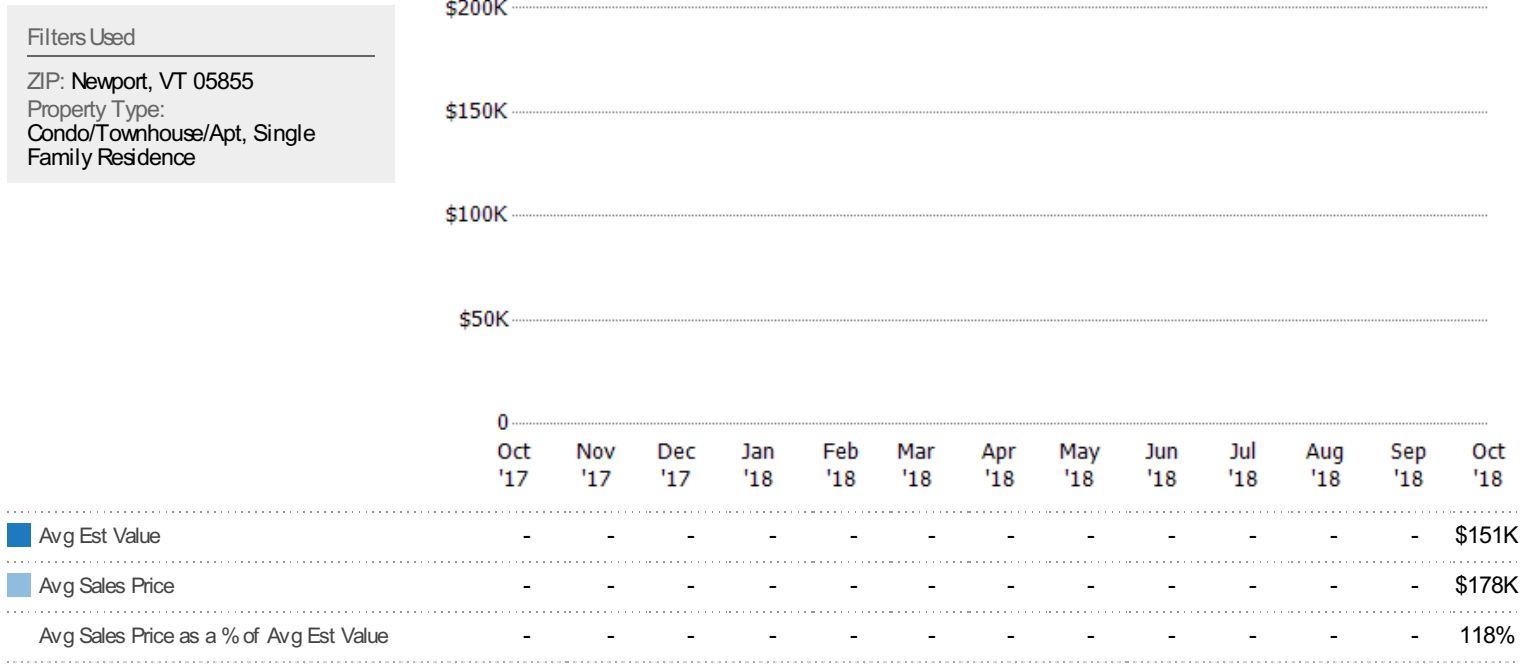 Filters Used
ZIP: Newport, VT 05855
Property Type:
Condo/Townhouse/Apt, Single
Family Residence
$200K
$150K
$100K
$50K
0
Oct Nov Dec Jan Feb Mar Apr May Jun Jul Aug Sep Oct
'17 '17 '17 '18 '18 '18 '18 '18 '18 '18 '18 '18 '18
Avg Est Value - - - - - - - - - - - - $151K
Avg Sales Price - - - - - - - - - - - - $178K
Avg Sales Price as a % of Avg Est Value - - - - - - - - - - - - 118%